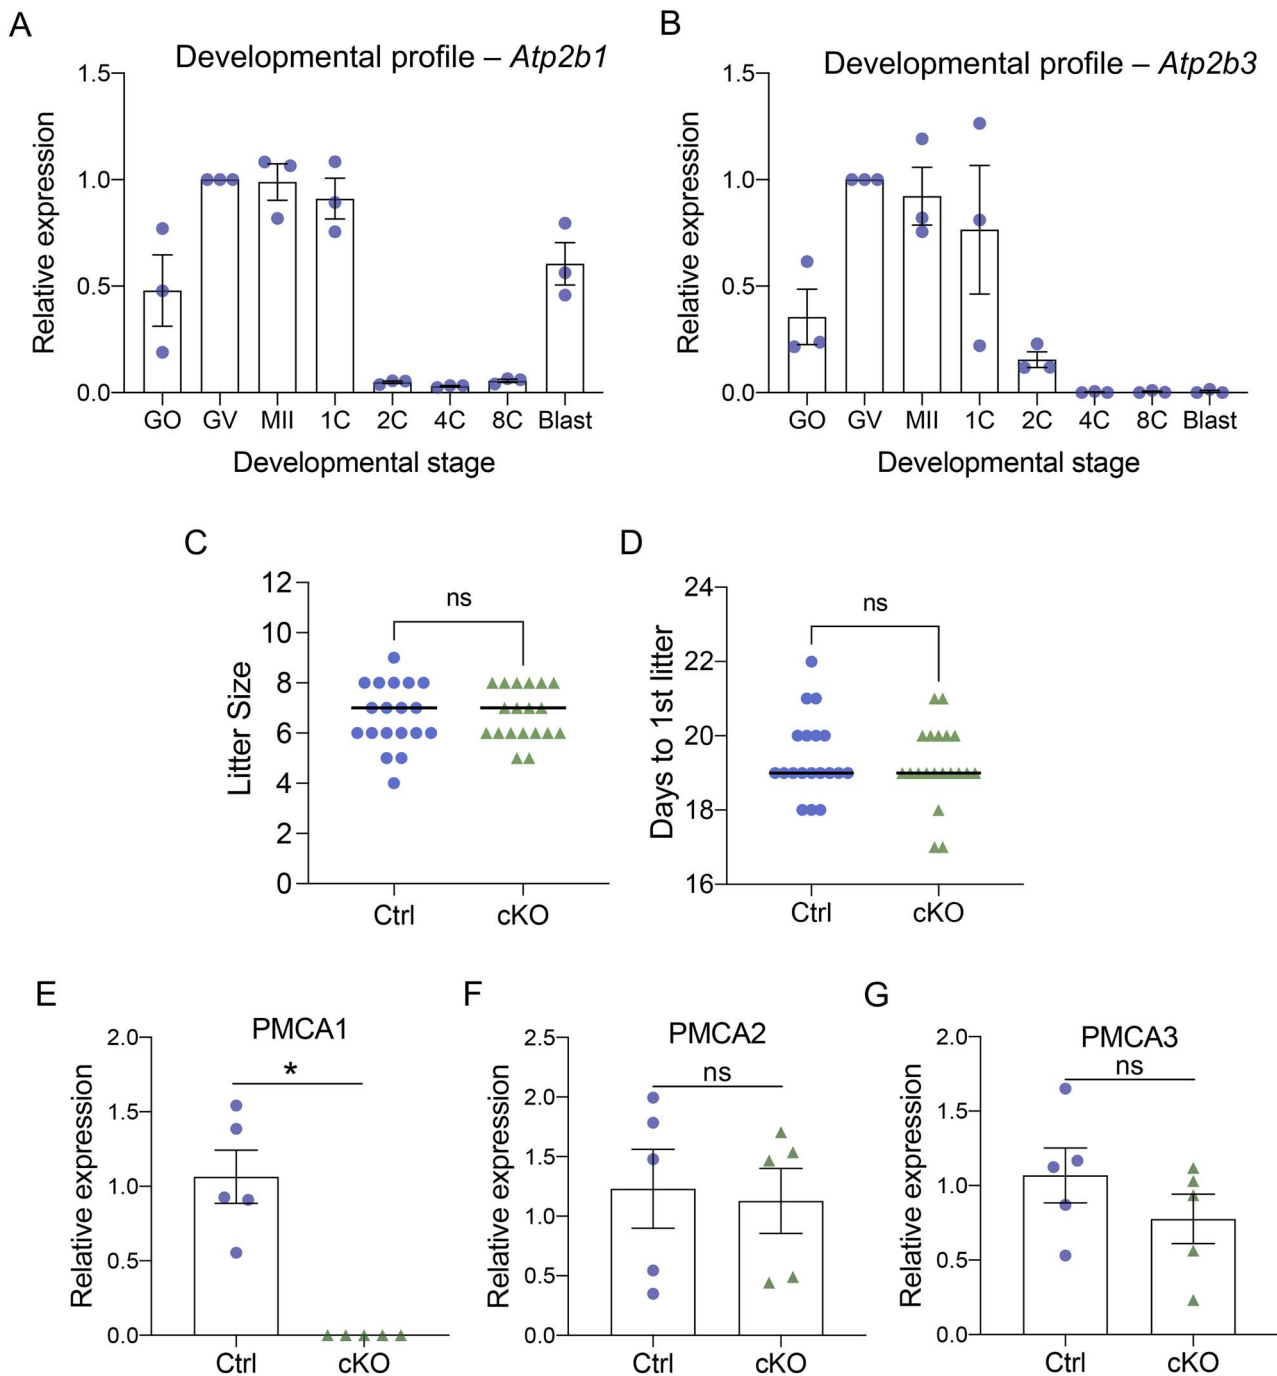 A
Developmental profile – Atp2b1
Relative expression
1.5
1.0
0.5
0.0
GO GV MII 1C 2C 4C 8C Blast
Developmental stage
B
Developmental profile – Atp2b3
Relative expression
1.5
1.0
0.5
0.0
GO GV MII 1C 2C 4C 8C Blast
Developmental stage
C
Litter Size
12
10
8
6
4
2
0
ns
Ctrl cKO
D
Days to 1st litter
24
22
20
18
16
ns
Ctrl cKO
E
PMCA1
*
Relative expression
2.0
1.5
1.0
0.5
0.0
Ctrl cKO
F
PMCA2
ns
Relative expression
2.5
2.0
1.5
1.0
0.5
0.0
Ctrl cKO
G
PMCA3
ns
Relative expression
2.0
1.5
1.0
0.5
0.0
Ctrl cKO